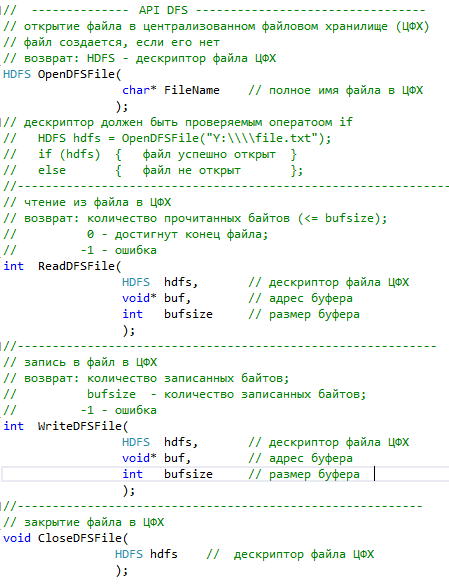 //  --------------  API DFS  ---------------------------------
// открытие файла в централизованном файловом хранилище (ЦФХ)
// файл создается, если его нет
// возврат: HDFS - дескриптор файла ЦФХ
HDFS OpenDFSFile(
char* FileName    // полное имя файла в ЦФХ
);
// дескриптор должен быть проверяемым оператоом if
//   HDFS hdfs = OpenDFSFile("Y:\\\\file.txt");
//   if (hdfs)  {   файл успешно открыт  }
//   else       {   файл не открыт       };
//--------------------------------------------------------------
// чтение из файла в ЦФХ
// возврат: количество прочитанных байтов (<= bufsize);
//          0 - достигнут конец файла;
//         -1 - ошибка
int  ReadDFSFile(
HDFS  hdfs,       // дескриптор файла ЦФХ
void* buf,        // адрес буфера
int   bufsize     // размер буфера
);
//------------------------------------------------------------
// запись в файл в ЦФХ
// возврат: количество записанных байтов;
//          bufsize  - количество записанных байтов;
//         -1 - ошибка
int  WriteDFSFile(
HDFS  hdfs,       // дескриптор файла ЦФХ
void* buf,        // адрес буфера
int   bufsize     // размер буфера
);
//----------------------------------------------------------
// закрытие файла в ЦФХ
void CloseDFSFile(
HDFS hdfs    //  дескриптор файла ЦФХ
);